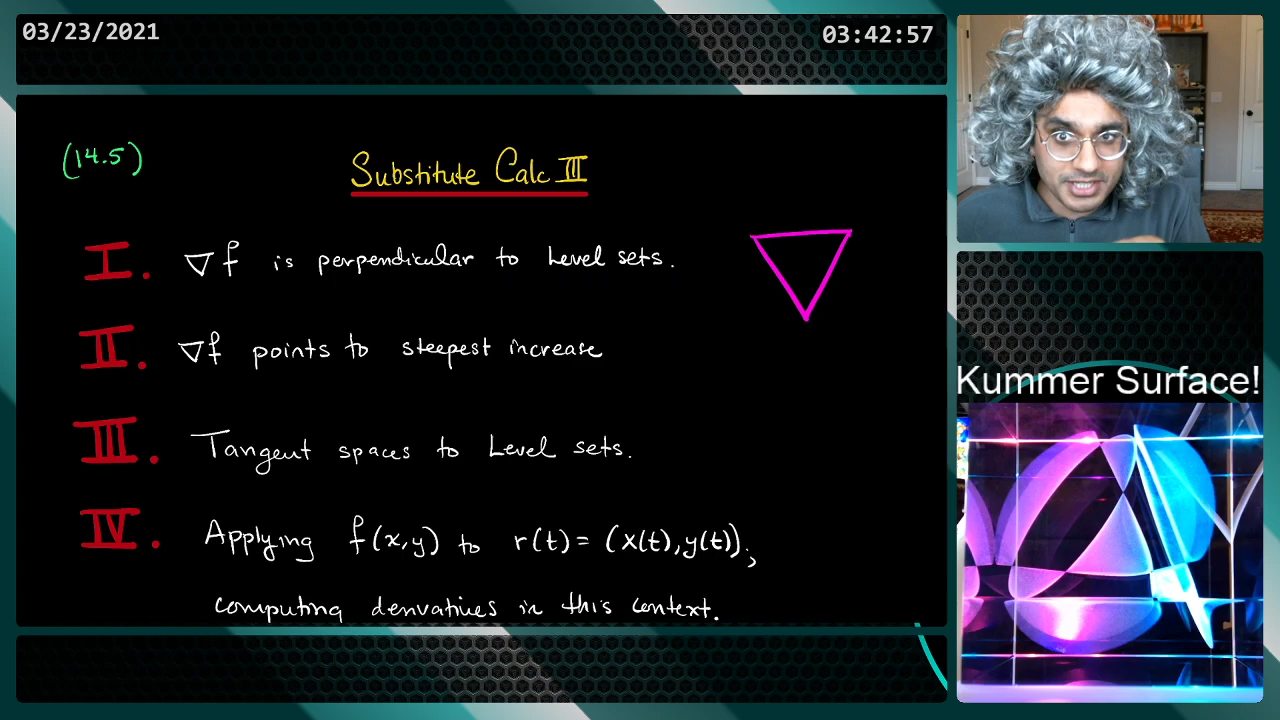 03/23/2021
03:42:57
(14.5)
Substitute Calc III
I. ∇f is perpendicular to Level sets.
II. ∇f points to steepest increase
III. Tangent spaces to Level sets.
IV. Applying f(x,y) to r(t) = (x(t),y(t));
computing derivatives in this context.
Kummer Surface!